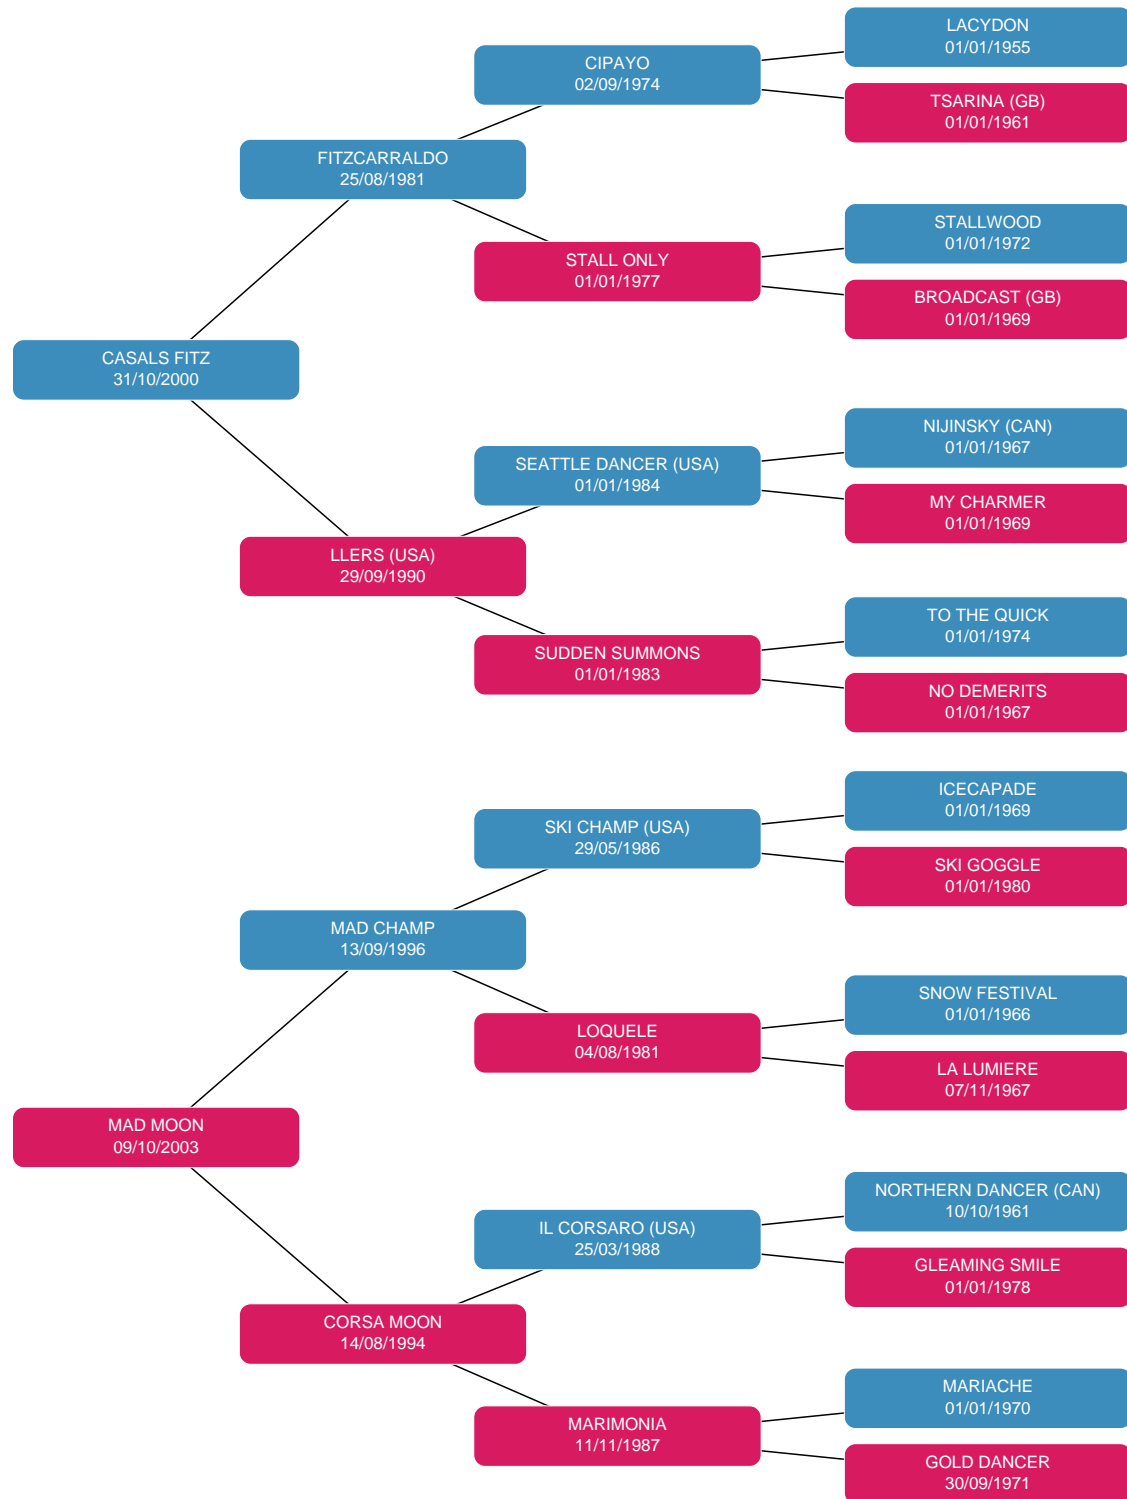 LACYDON
01/01/1955
CIPAYO
02/09/1974
TSARINA (GB)
01/01/1961
FITZCARRALDO
25/08/1981
STALLWOOD
01/01/1972
STALL ONLY
01/01/1977
BROADCAST (GB)
01/01/1969
CASALS FITZ
31/10/2000
NIJINSKY (CAN)
01/01/1967
SEATTLE DANCER (USA)
01/01/1984
MY CHARMER
01/01/1969
LLERS (USA)
29/09/1990
TO THE QUICK
01/01/1974
SUDDEN SUMMONS
01/01/1983
NO DEMERITS
01/01/1967
ICECAPADE
01/01/1969
SKI CHAMP (USA)
29/05/1986
SKI GOGGLE
01/01/1980
MAD CHAMP
13/09/1996
SNOW FESTIVAL
01/01/1966
LOQUELE
04/08/1981
LA LUMIERE
07/11/1967
MAD MOON
09/10/2003
NORTHERN DANCER (CAN)
10/10/1961
IL CORSARO (USA)
25/03/1988
GLEAMING SMILE
01/01/1978
CORSA MOON
14/08/1994
MARIACHE
01/01/1970
MARIMONIA
11/11/1987
GOLD DANCER
30/09/1971